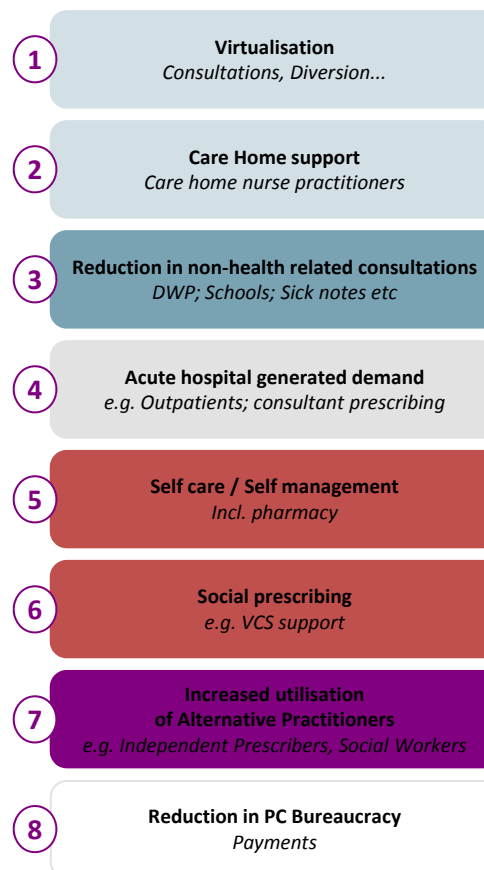 1
Virtualisation
Consultations, Diversion...
2
Care Home support
Care home nurse practitioners
3
Reduction in non-health related consultations
DWP; Schools; Sick notes etc
4
Acute hospital generated demand
e.g. Outpatients; consultant prescribing
5
Self care / Self management
Incl. pharmacy
6
Social prescribing
e.g. VCS support
7
Increased utilisation
of Alternative Practitioners
e.g. Independent Prescribers, Social Workers
8
Reduction in PC Bureaucracy
Payments